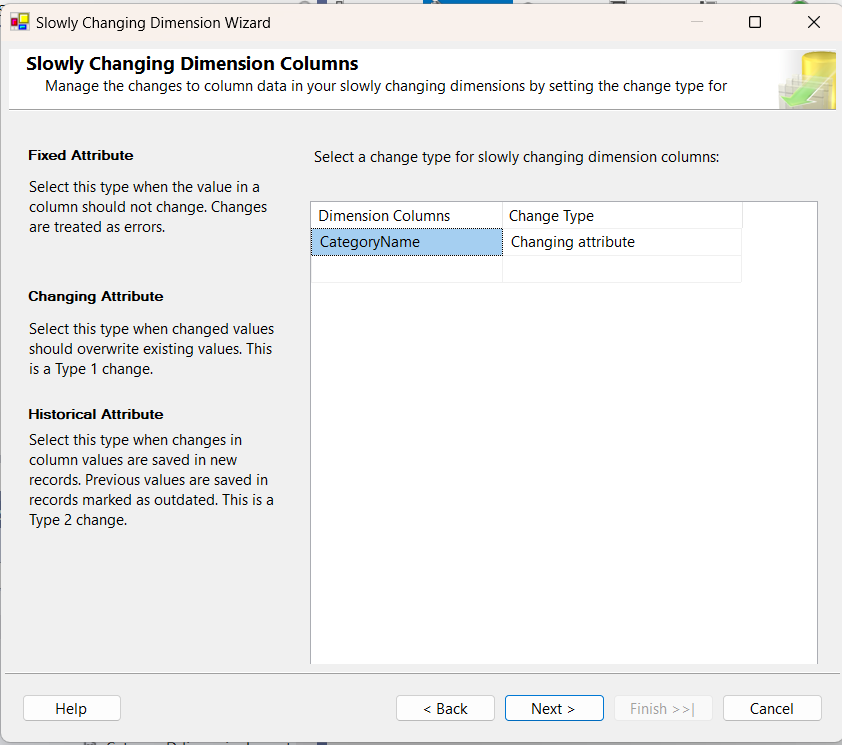 Slowly Changing Dimension Wizard
Slowly Changing Dimension Columns
Manage the changes to column data in your slowly changing dimensions by setting the change type for
Fixed Attribute
Select this type when the value in a
column should not change. Changes
are treated as errors.
Changing Attribute
Select this type when changed values
should overwrite existing values. This
is a Type 1 change.
Historical Attribute
Select this type when changes in
column values are saved in new
records. Previous values are saved in
records marked as outdated. This is a
Type 2 change.
Select a change type for slowly changing dimension columns:
Dimension Columns Change Type
CategoryName Changing attribute
Help < Back Next > Finish >>| Cancel